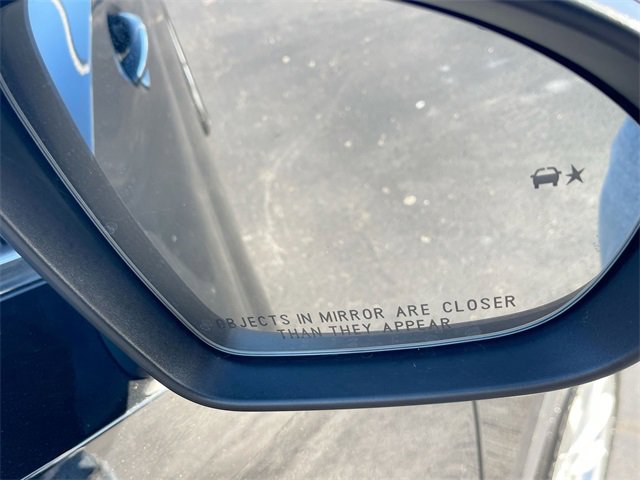 OBJECTS IN MIRROR ARE CLOSER
THAN THEY APPEAR